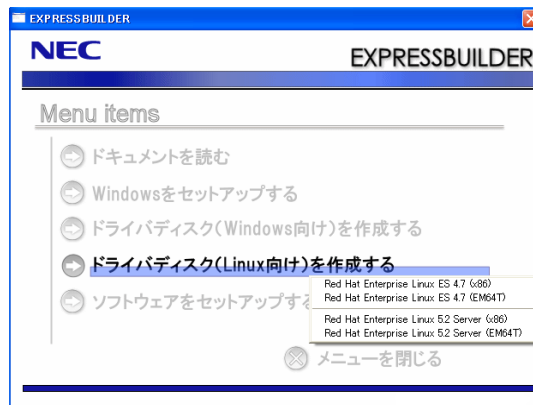 EXPRESSBUILDER
NEC
EXPRESSBUILDER
Menu items
ドキュメントを読む
Windowsをセットアップする
ドライバディスク(Windows向け)を作成する
ドライバディスク(Linux向け)を作成する
ソフトウェアをセットアップする
Red Hat Enterprise Linux ES 4.7 (x86)
Red Hat Enterprise Linux ES 4.7 (EM64T)
Red Hat Enterprise Linux 5.2 Server (x86)
Red Hat Enterprise Linux 5.2 Server (EM64T)
メニューを閉じる